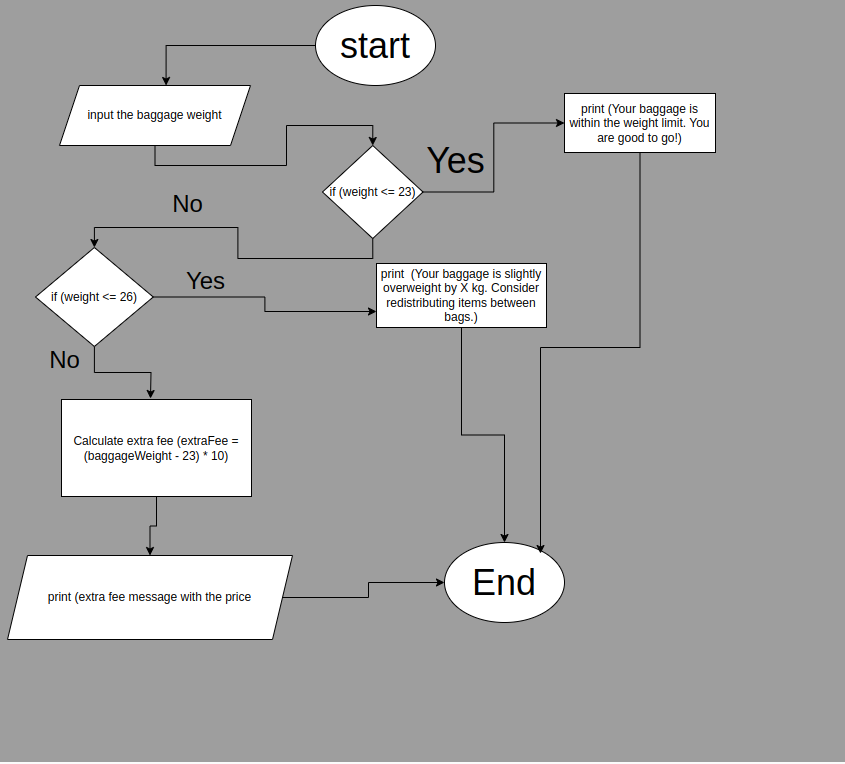 start
input the baggage weight
print (Your baggage is
within the weight limit. You
are good to go!)
Yes
if (weight <= 23)
No
print  (Your baggage is slightly
overweight by X kg. Consider
redistributing items between
bags.)
Yes
if (weight <= 26)
No
Calculate extra fee (extraFee =
(baggageWeight - 23) * 10)
print (extra fee message with the price
End